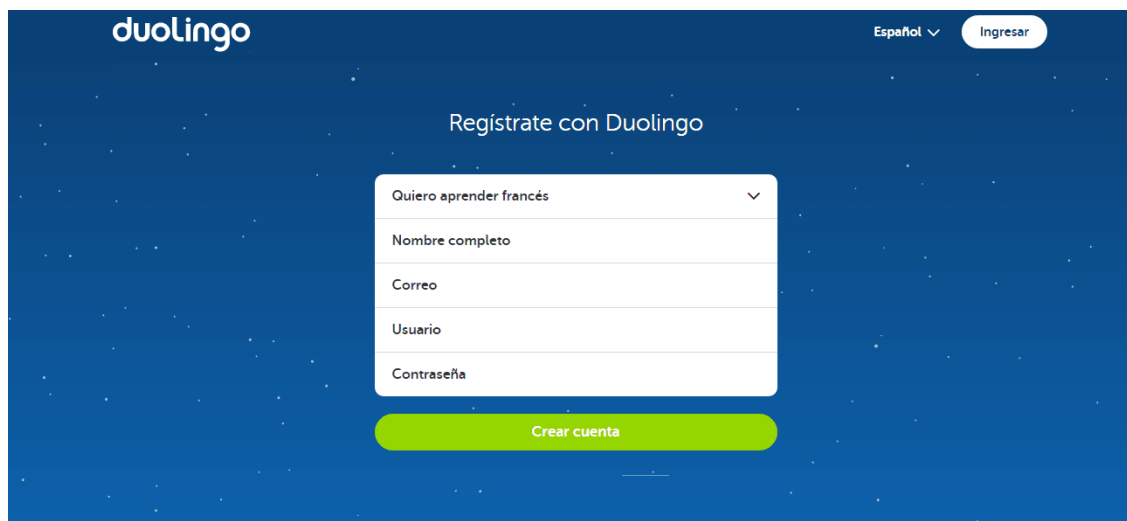 duolingo
Español
Ingresar
Regístrate con Duolingo
Quiero aprender francés
Nombre completo
Correo
Usuario
Contraseña
Crear cuenta